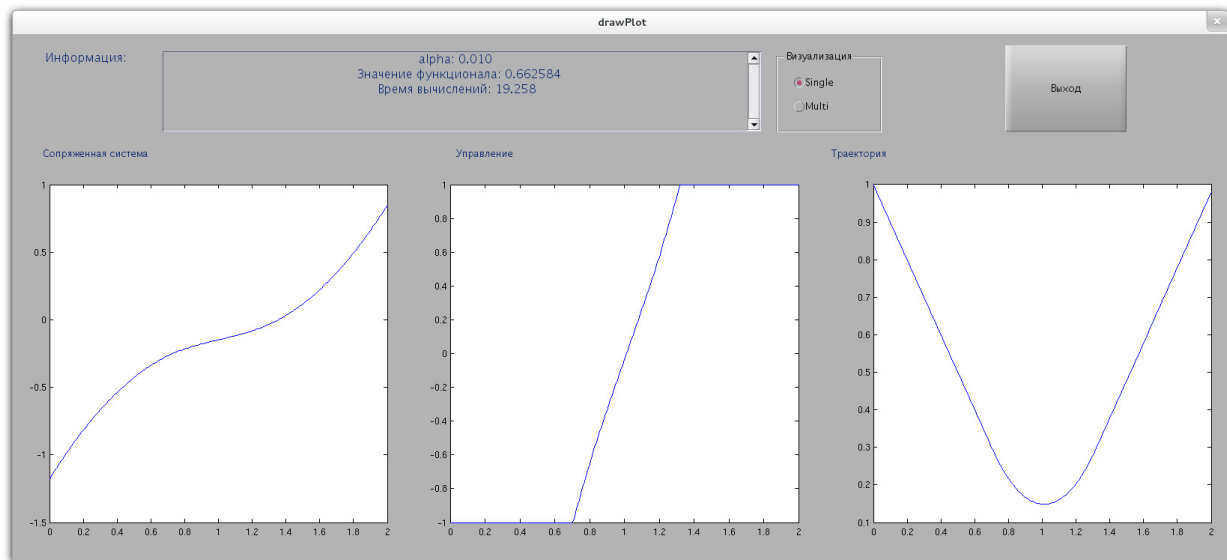 drawPlot
×
Информация:
alpha: 0.010
Значение функционала: 0.662584
Время вычислений: 19.258
Визуализация
Single
Multi
Выход
Сопряженная система
1
0.5
0
-0.5
-1
-1.5
0 0.2 0.4 0.6 0.8 1 1.2 1.4 1.6 1.8 2
Управление
1
0.8
0.6
0.4
0.2
0
-0.2
-0.4
-0.6
-0.8
-1
0 0.2 0.4 0.6 0.8 1.0 1.2 1.4 1.6 1.8 2
Траектория
1
0.9
0.8
0.7
0.6
0.5
0.4
0.3
0.2
0.1
0 0.2 0.4 0.6 0.8 1 1.2 1.4 1.6 1.8 2